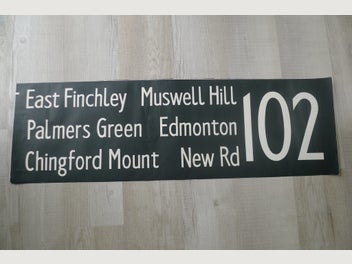 East Finchley Muswell Hill
Palmers Green Edmonton
Chingford Mount New Rd
102